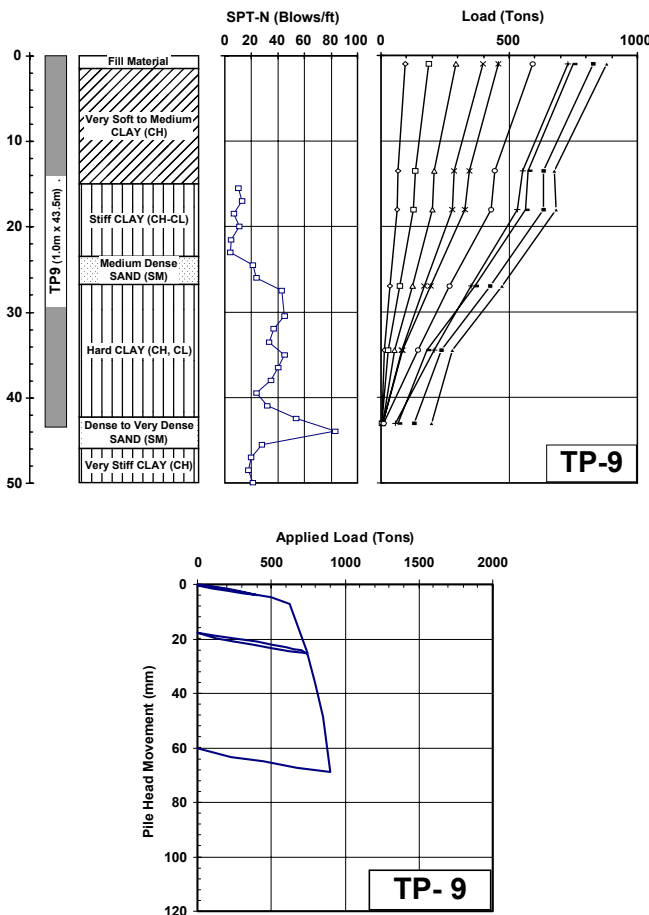 SPT-N (Blows/ft)
Load (Tons)
0 20 40 60 80 100
0 500 1000
0
10
20
30
40
50
TP9 (1.0m x 43.5m)
Fill Material
Very Soft to Medium
CLAY (CH)
Stiff CLAY (CH-CL)
Medium Dense
SAND (SM)
Hard CLAY (CH, CL)
Dense to Very Dense
SAND (SM)
Very Stiff CLAY (CH)
TP-9
Applied Load (Tons)
0 500 1000 1500 2000
Pile Head Movement (mm)
0
20
40
60
80
100
120
TP- 9